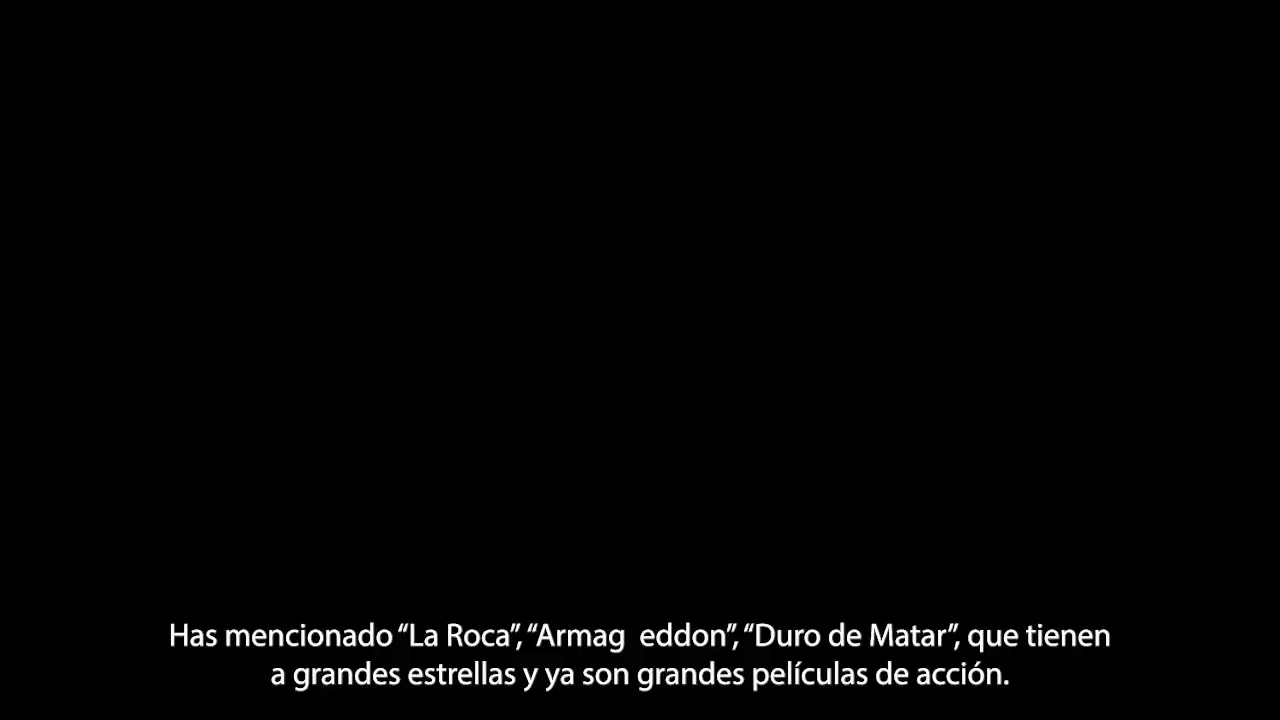 Has mencionado “La Roca”, “Armag  eddon”, “Duro de Matar”, que tienen
a grandes estrellas y ya son grandes películas de acción.